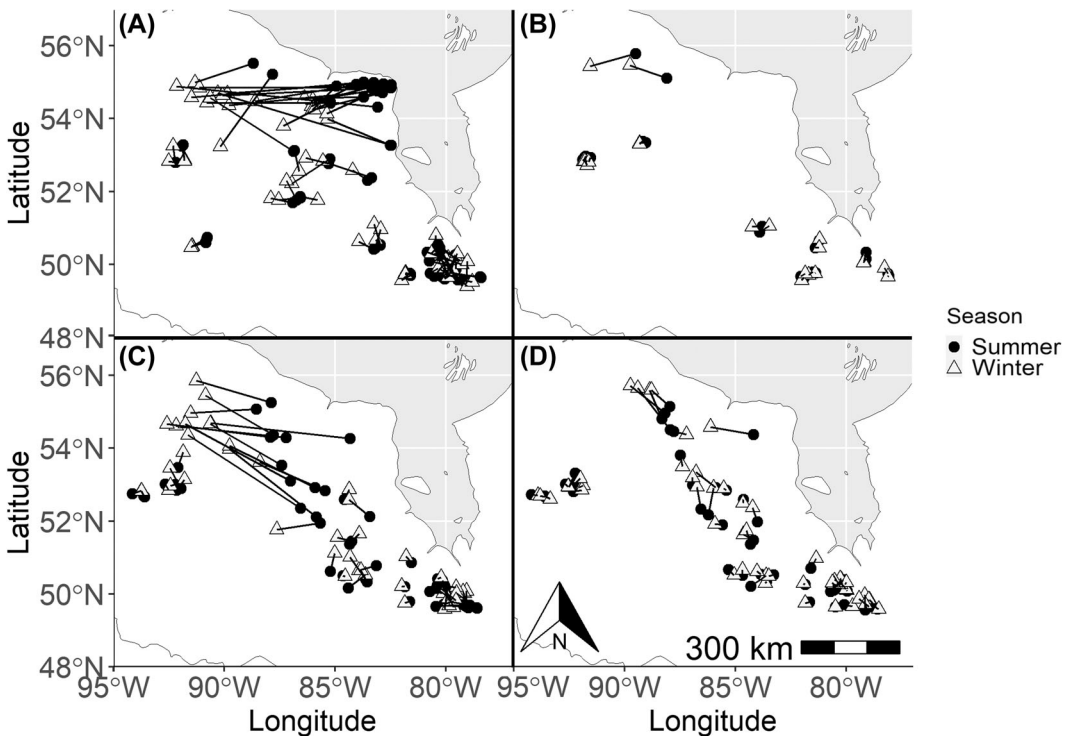 (A)
(B)
56°N
54°N
52°N
50°N
48°N
Latitude
Season
Summer
Winter
(C)
(D)
56°N
54°N
52°N
50°N
48°N
Latitude
N
300 km
95°W 90°W 85°W 80°W 95°W 90°W 85°W 80°W
Longitude Longitude